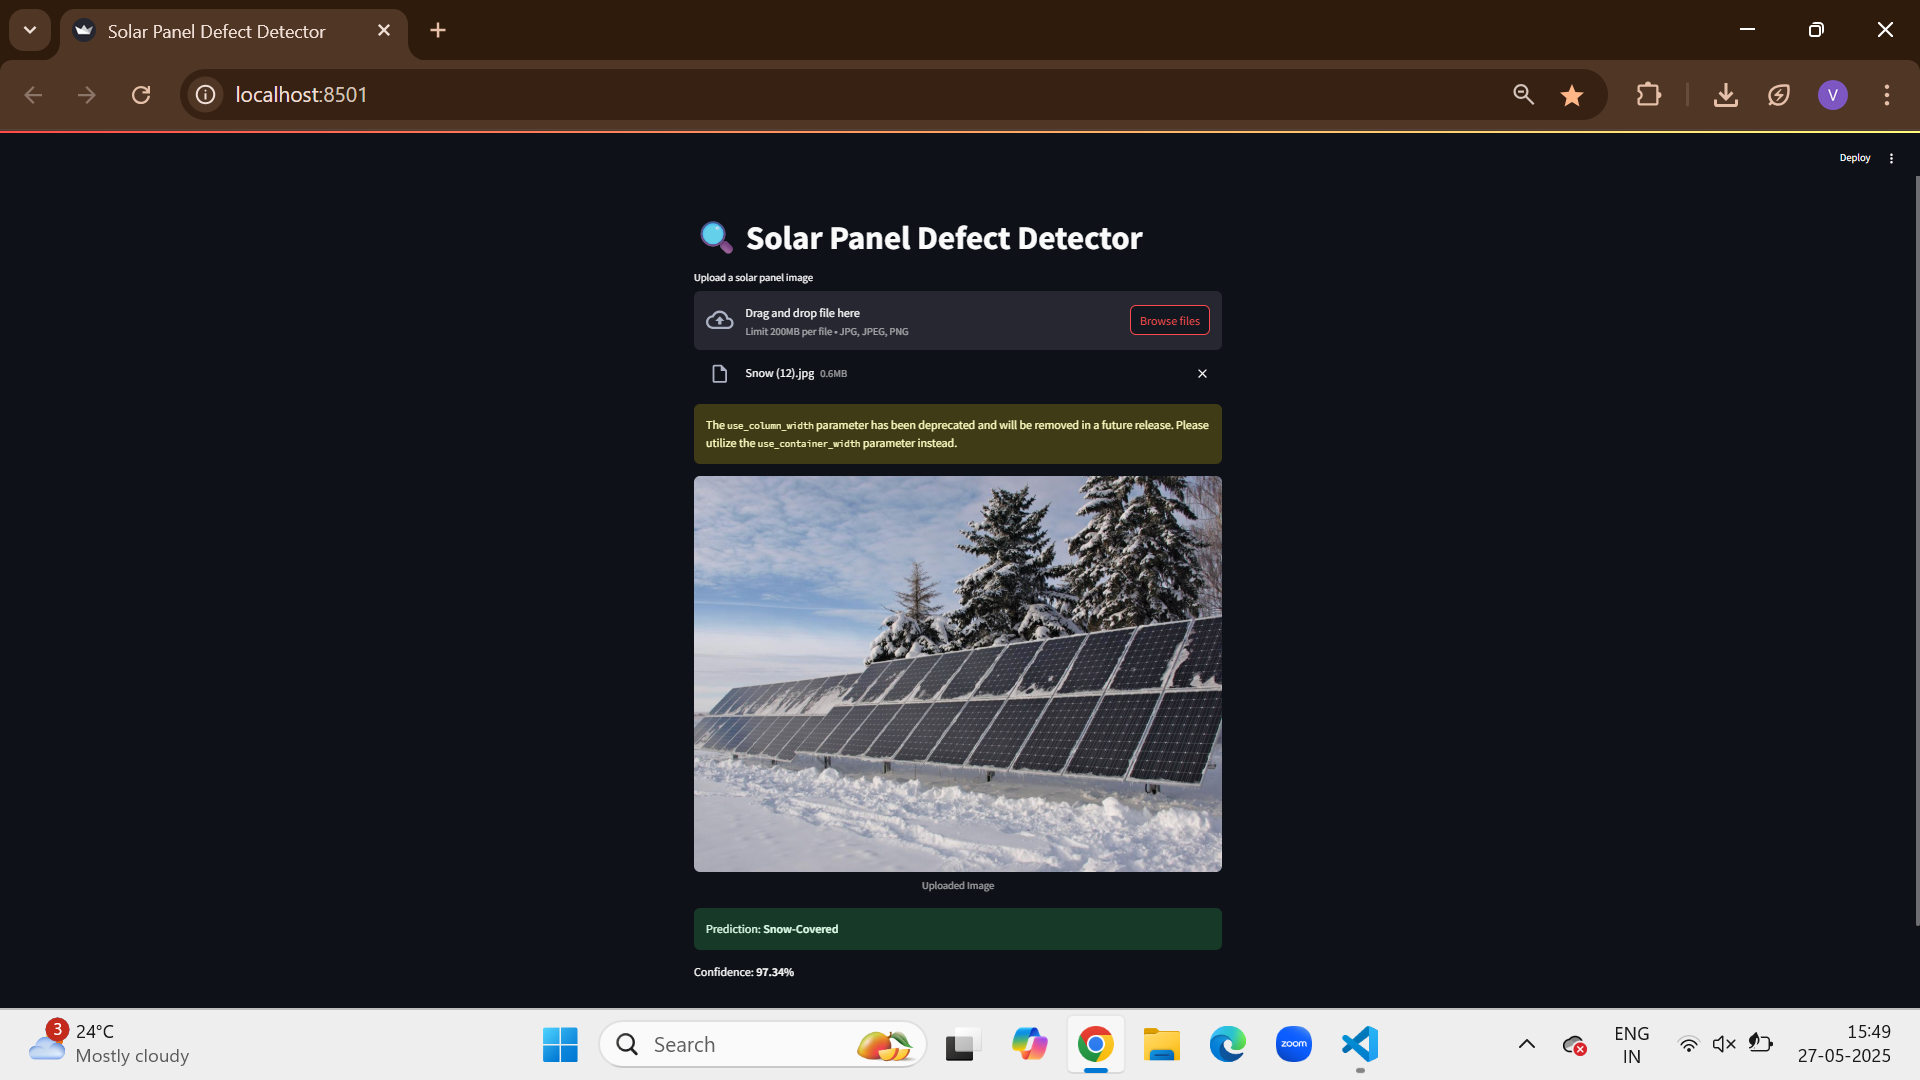 Solar Panel Defect Detector
localhost:8501
V
Deploy
Solar Panel Defect Detector
Upload a solar panel image
Drag and drop file here
Limit 200MB per file • JPG, JPEG, PNG
Browse files
Snow (12).jpg 0.6MB
The use_column_width parameter has been deprecated and will be removed in a future release. Please
utilize the use_container_width parameter instead.
Uploaded Image
Prediction: Snow-Covered
Confidence: 97.34%
3
24°C
Mostly cloudy
Search
zoom
ENG
IN
15:49
27-05-2025